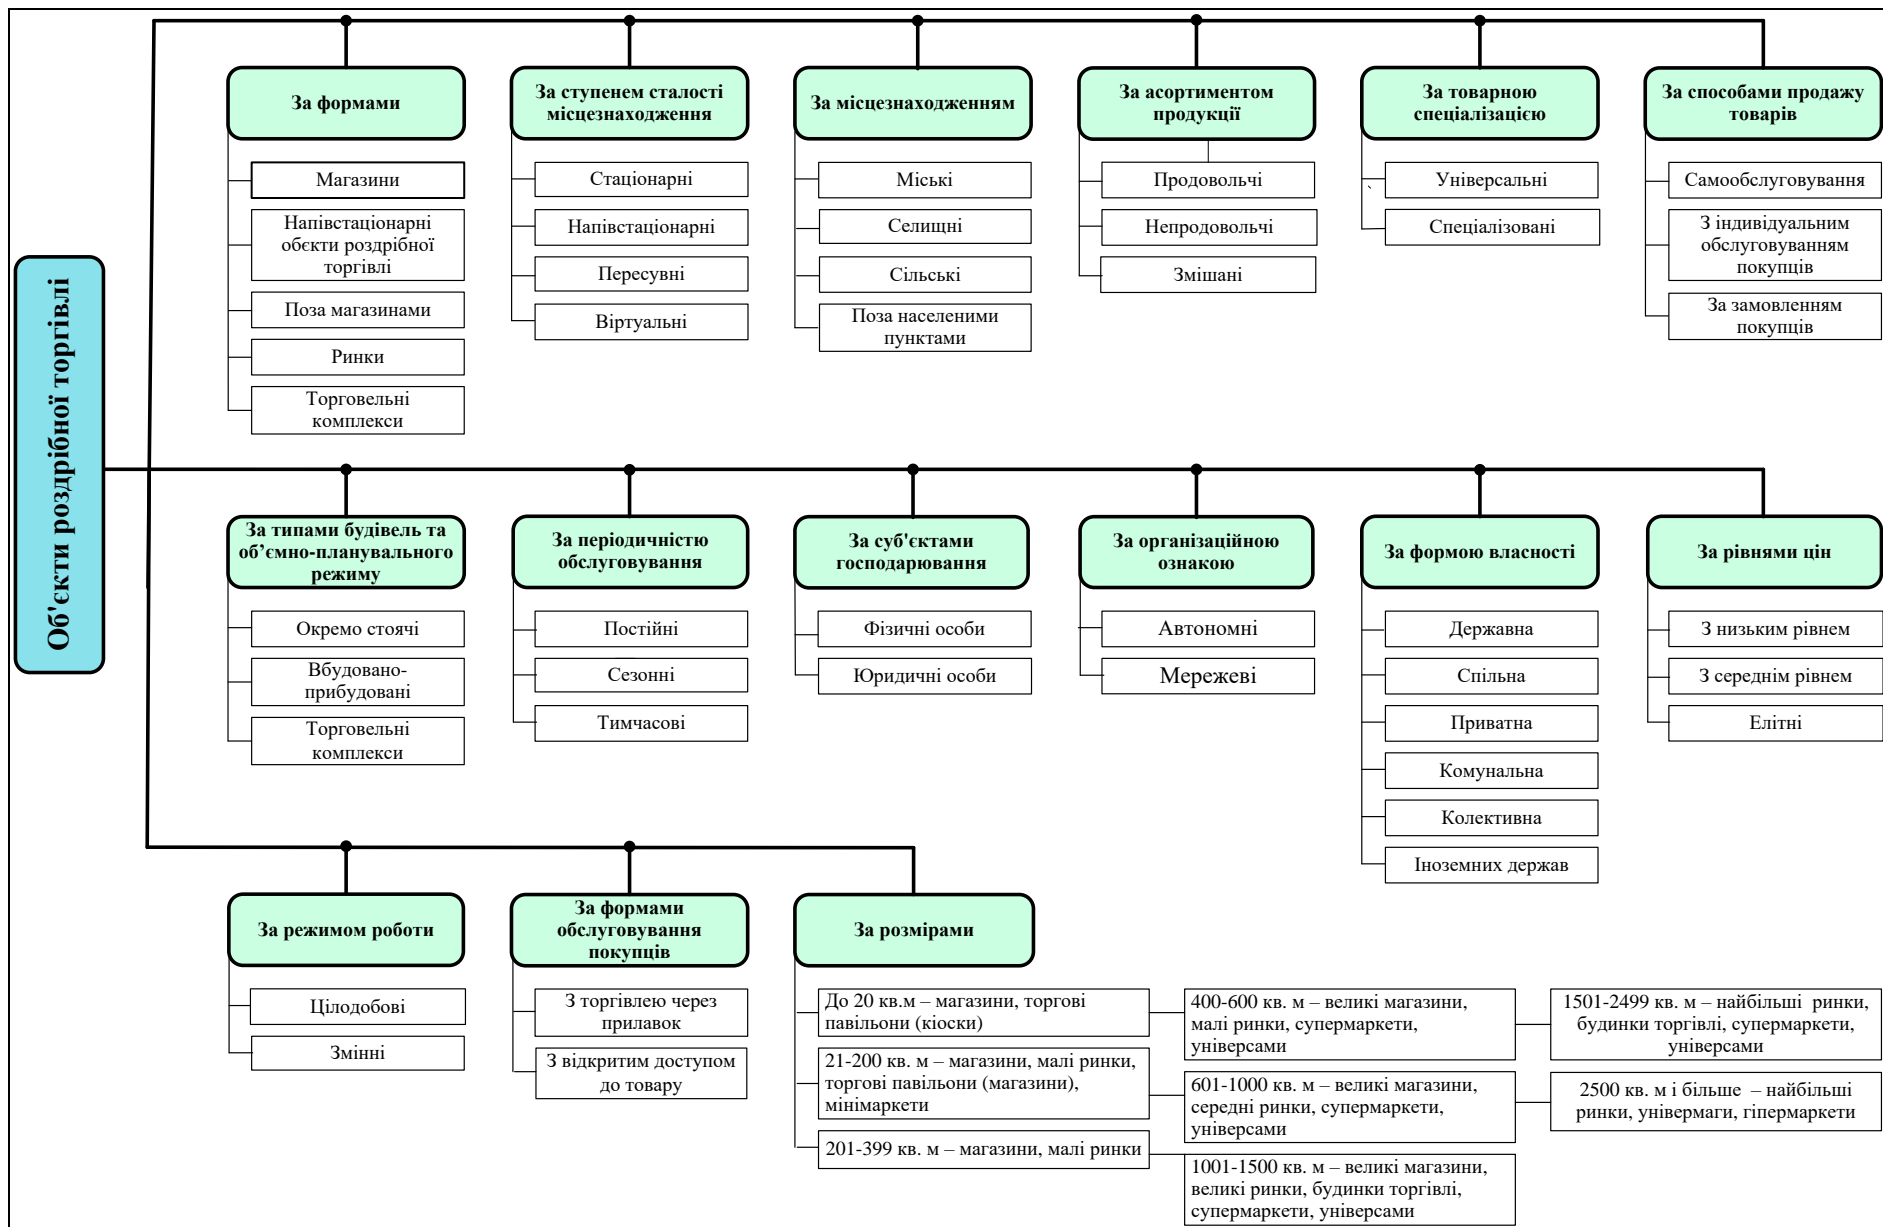 Об'єкти роздрібної торгівлі
За формами
Магазини
Напівстаціонарні
обєкти роздрібної
торгівлі
Поза магазинами
Ринки
Торговельні
комплекси
За ступенем сталості
місцезнаходження
Стаціонарні
Напівстаціонарні
Пересувні
Віртуальні
За місцезнаходженням
Міські
Селищні
Сільські
Поза населеними
пунктами
За асортиментом
продукції
Продовольчі
Непродовольчі
Змішані
За товарною
спеціалізацією
Універсальні
Спеціалізовані
За способами продажу
товарів
Самообслуговування
З індивідуальним
обслуговуванням
покупців
За замовленням
покупців
За типами будівель та
об’ємно-планувального
режиму
Окремо стоячі
Вбудовано-
прибудовані
Торговельні
комплекси
За періодичністю
обслуговування
Постійні
Сезонні
Тимчасові
За суб'єктами
господарювання
Фізичні особи
Юридичні особи
За організаційною
ознакою
Автономні
Мережеві
За формою власності
Державна
Спільна
Приватна
Комунальна
Колективна
Іноземних держав
За рівнями цін
З низьким рівнем
З середнім рівнем
Елітні
За режимом роботи
Цілодобові
Змінні
За формами
обслуговування
покупців
З торгівлею через
прилавок
З відкритим доступом
до товару
За розмірами
До 20 кв.м – магазини, торгові
павільони (кіоски)
21-200 кв. м – магазини, малі ринки,
торгові павільони (магазини),
мінімаркети
201-399 кв. м – магазини, малі ринки
400-600 кв. м – великі магазини,
малі ринки, супермаркети,
універсами
601-1000 кв. м – великі магазини,
середні ринки, супермаркети,
універсами
1001-1500 кв. м – великі магазини,
великі ринки, будинки торгівлі,
супермаркети, універсами
1501-2499 кв. м – найбільші ринки,
будинки торгівлі, супермаркети,
універсами
2500 кв. м і більше – найбільші
ринки, універмаги, гіпермаркети